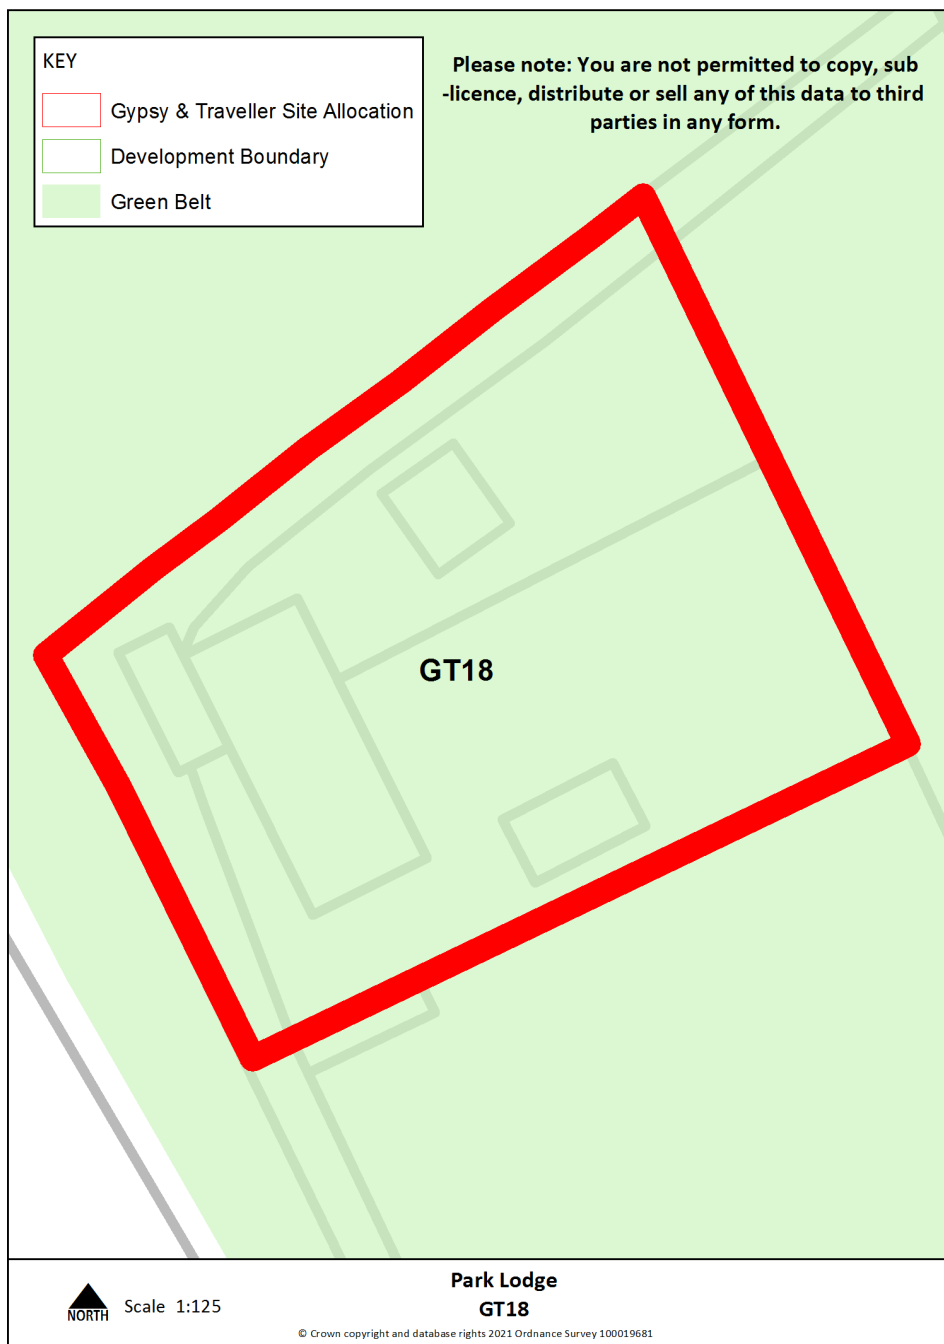 KEY
Gypsy & Traveller Site Allocation
Development Boundary
Green Belt
Please note: You are not permitted to copy, sub
-licence, distribute or sell any of this data to third
parties in any form.
GT18
NORTH
Scale 1:125
Park Lodge
GT18
© Crown copyright and database rights 2021 Ordnance Survey 100019681